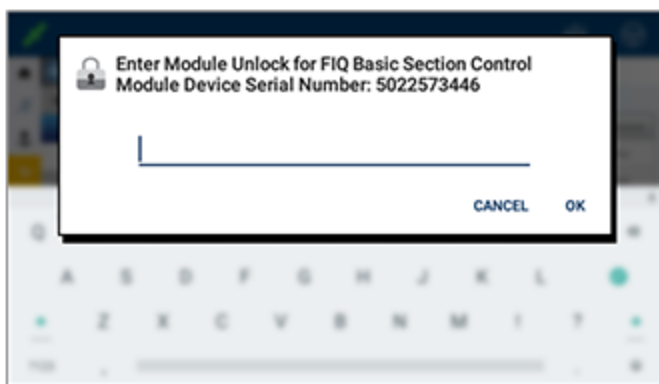 Enter Module Unlock for FIQ Basic Section Control
Module Device Serial Number: 5022573446
CANCEL OK
Q
A S D F G H J K L
Z X C V B N M ! ?